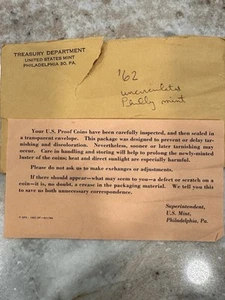 TREASURY DEPARTMENT
UNITED STATES MINT
PHILADELPHIA 30, PA.
'62
uncirculated
Philly mint
Your U.S. Proof Coins have been carefully inspected, and then sealed in
a transparent envelope. This package was designed to prevent or delay tar-
nishing and discoloration. Nevertheless, sooner or later tarnishing may
occur. Care in handling and storing will help to prolong the newly-minted
luster of the coins; heat and direct sunlight are especially harmful.
Please do not ask us to make exchanges or adjustments.
If there should appear—what may seem to you—a defect or scratch on a
coin—it is, no doubt, a crease in the packaging material. We tell you this
to save us both unnecessary correspondence.
Superintendent,
U.S. Mint,
Philadelphia, Pa.